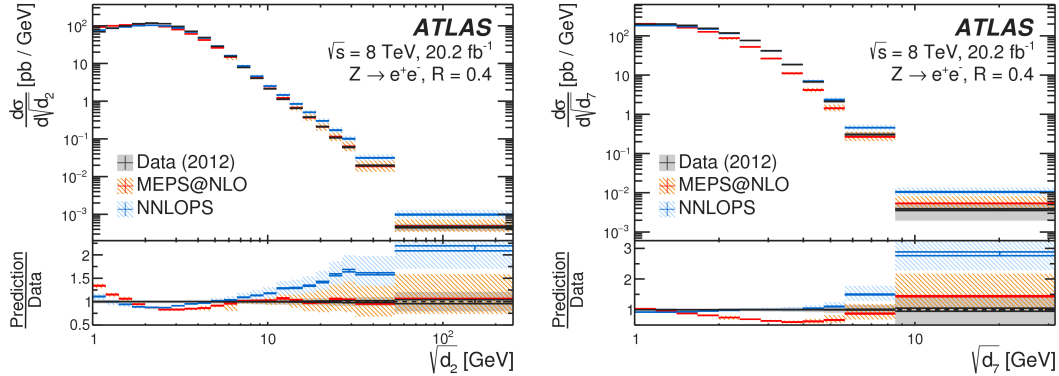 ATLAS
√s = 8 TeV, 20.2 fb⁻¹
Z → e⁺e⁻, R = 0.4
dσ/d√d₂ [pb / GeV]
10²
10
1
10⁻¹
10⁻²
10⁻³
Data (2012)
MEPS@NLO
NNLOPS
Prediction
Data
2
1.5
1
0.5
1 10 10²
√d₂ [GeV]
ATLAS
√s = 8 TeV, 20.2 fb⁻¹
Z → e⁺e⁻, R = 0.4
dσ/d√d₇ [pb / GeV]
10²
10
1
10⁻¹
10⁻²
10⁻³
Data (2012)
MEPS@NLO
NNLOPS
Prediction
Data
3
2
1
1 10
√d₇ [GeV]